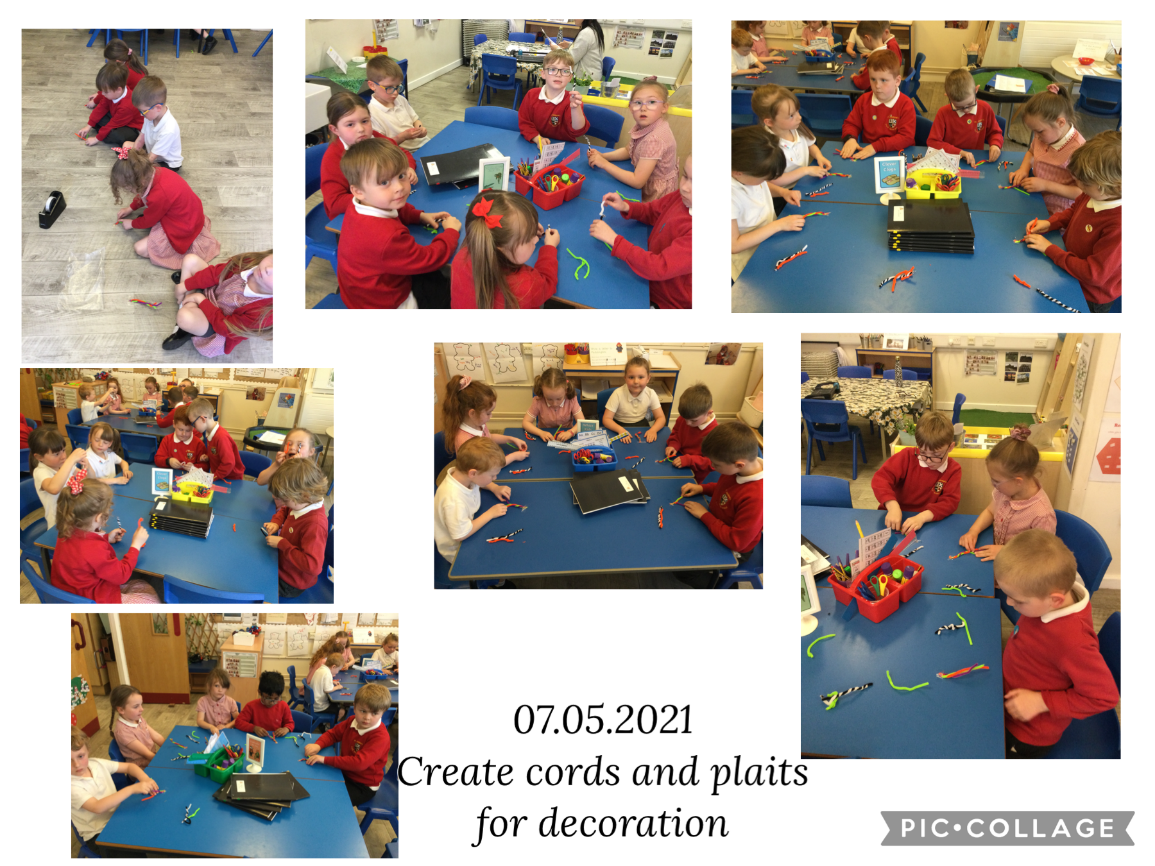 07.05.2021
Create cords and plaits
for decoration
PIC•COLLAGE